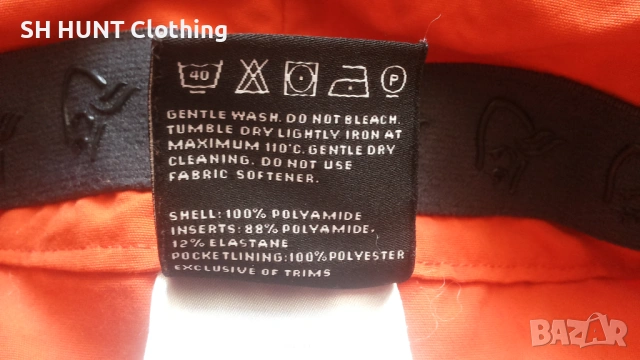 SH HUNT Clothing
40
P
GENTLE WASH. DO NOT BLEACH.
TUMBLE DRY LIGHTLY IRON AT
MAXIMUM 110°C. GENTLE DRY
CLEANING. DO NOT USE
FABRIC SOFTENER.
SHELL: 100% POLYAMIDE
INSERTS: 88% POLYAMIDE,
12% ELASTANE
POCKETLINING:100% POLYESTER
EXCLUSIVE OF TRIMS
BAZAR
.bg